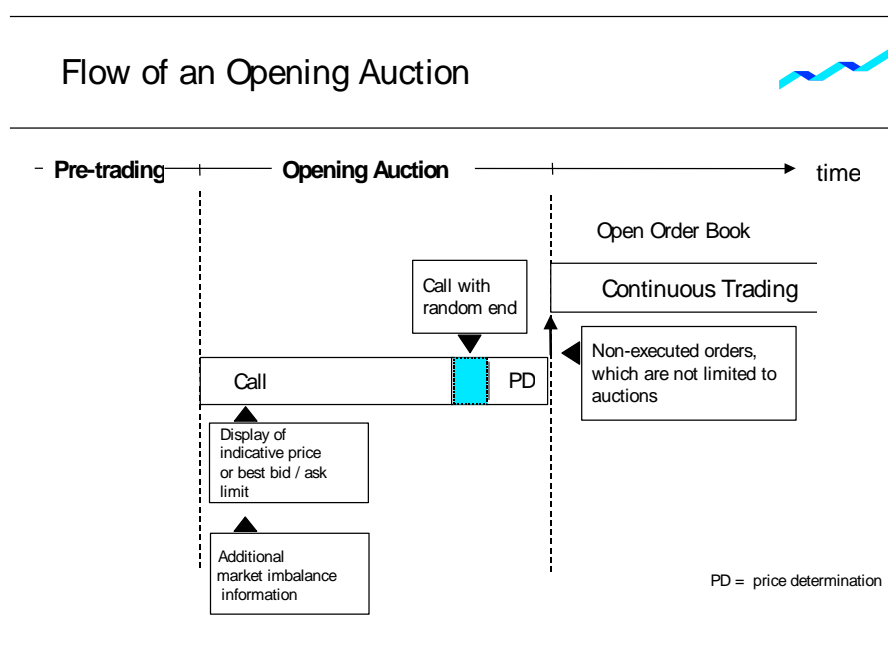 Flow of an Opening Auction
Pre-trading
Opening Auction
time
Open Order Book
Continuous Trading
Call with
random end
Non-executed orders,
which are not limited to
auctions
Call
PD
Display of
indicative price
or best bid / ask
limit
Additional
market imbalance
information
PD = price determination